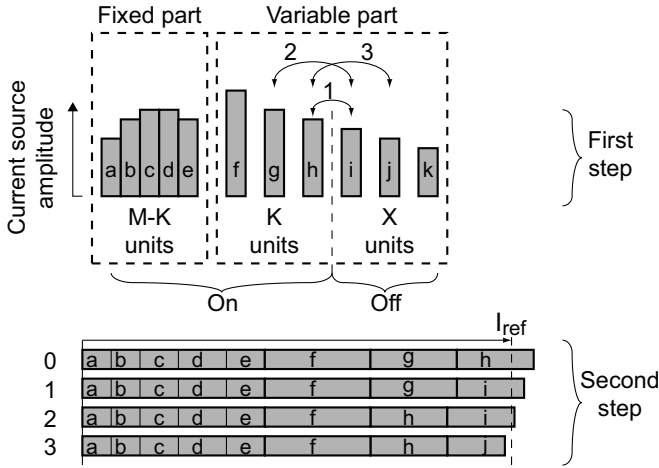 Fixed part
Variable part
2
3
1
Current source
amplitude
a
b
c
d
e
f
g
h
i
j
k
First
step
M-K
units
K
units
X
units
On
Off
I_ref
0
a b c d e f g h
1
a b c d e f g i
2
a b c d e f h i
3
a b c d e f h j
Second
step